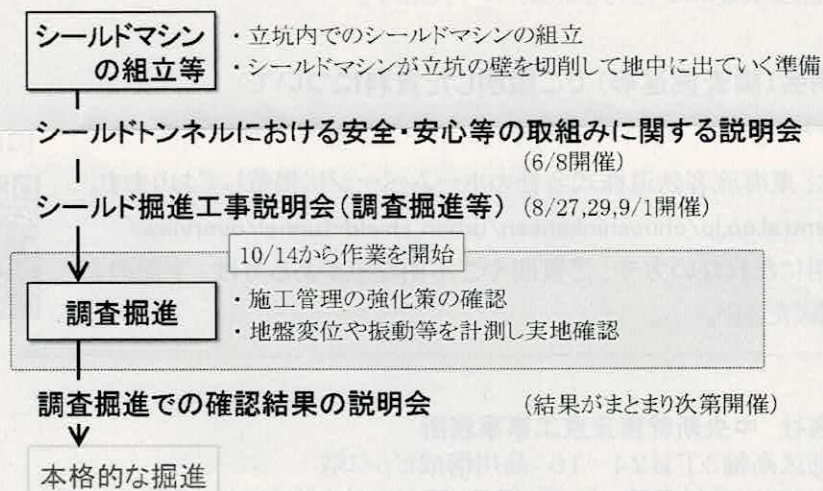 シールドマシン
の組立等
・立坑内でのシールドマシンの組立
・シールドマシンが立坑の壁を切削して地中に出ていく準備
シールドトンネルにおける安全・安心等の取組みに関する説明会
(6/8開催)
シールド掘進工事説明会(調査掘進等) (8/27,29,9/1開催)
10/14から作業を開始
調査掘進
・施工管理の強化策の確認
・地盤変位や振動等を計測し実地確認
調査掘進での確認結果の説明会 (結果がまとまり次第開催)
本格的な掘進